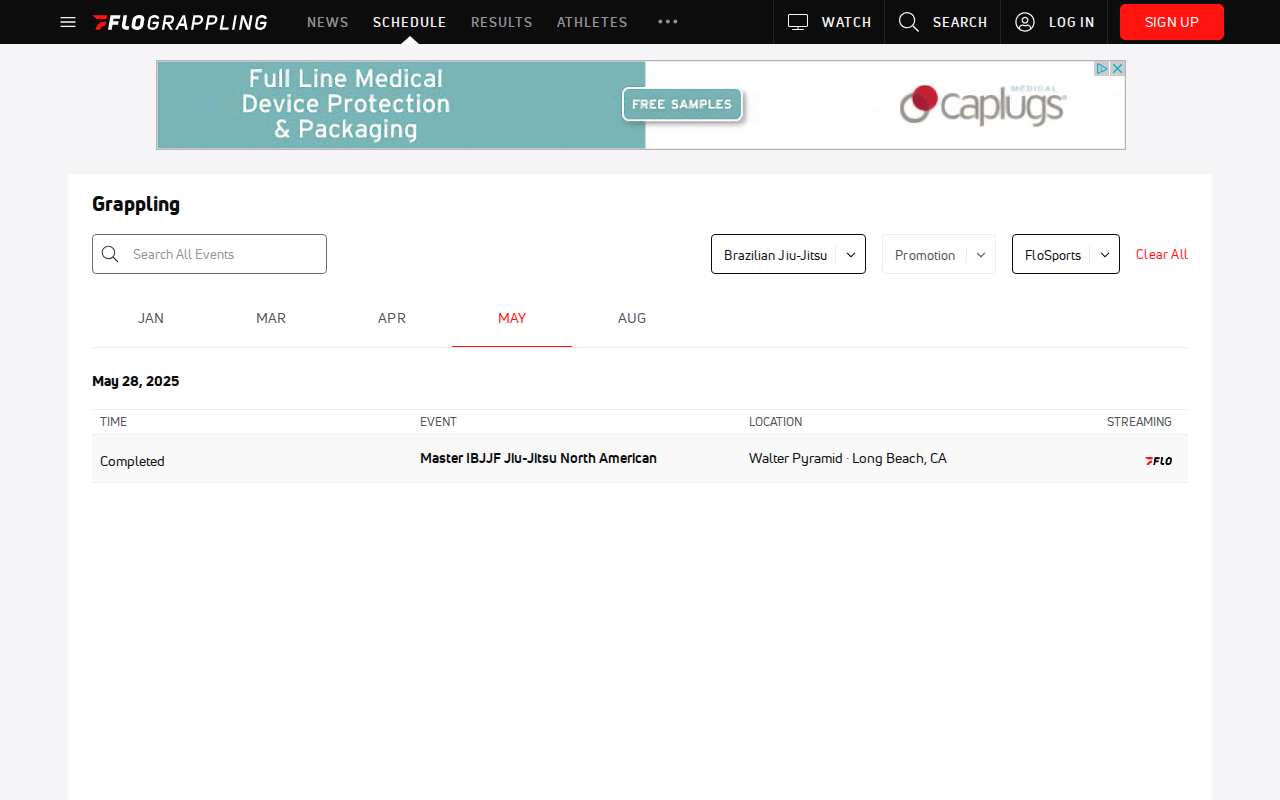 FLOGRAPPLING NEWS SCHEDULE RESULTS ATHLETES WATCH SEARCH LOG IN SIGN UP
Full Line Medical
Device Protection
& Packaging
FREE SAMPLES
MEDICAL
caplugs
Grappling
Search All Events Brazilian Jiu-Jitsu Promotion FloSports Clear All
JAN MAR APR MAY AUG
May 28, 2025
TIME EVENT LOCATION STREAMING
Completed Master IBJJF Jiu-Jitsu North American Walter Pyramid · Long Beach, CA FLO